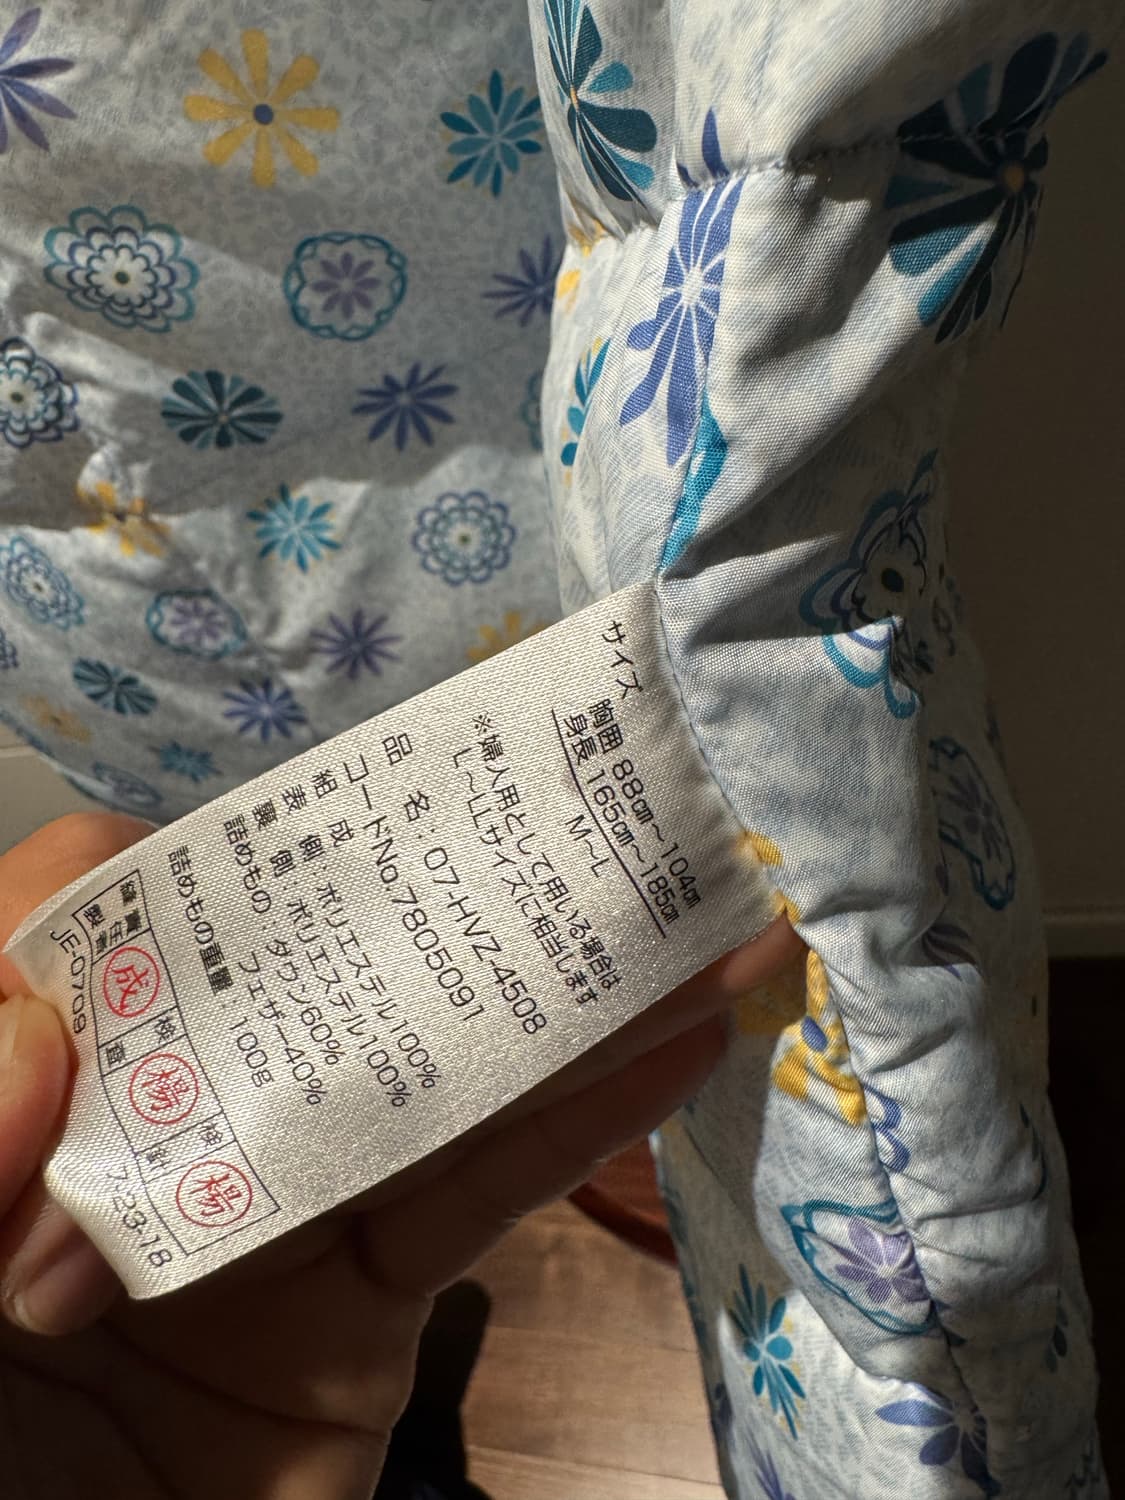 サイズ
胸囲 88cm～104cm
身長 165cm～185cm
M～L
※婦人用として用いる場合は
L～LLサイズに相当します
品 名：07-HVZ-4508
コードNo.7805091
組 成
表 側：ポリエステル100%
裏 側：ポリエステル100%
詰めもの：ダウン60%
フェザー40%
詰めもの重量：100g
縫製 責任者 成 検査 楊 検針 楊
JE-0709
7-23-18